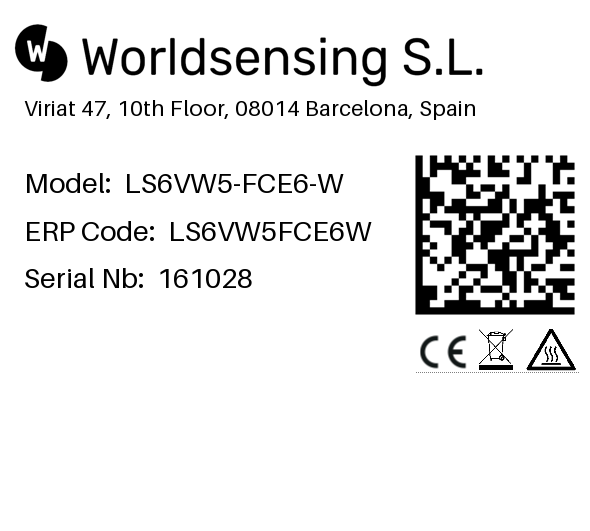 W Worldsensing S.L.
Viriat 47, 10th Floor, 08014 Barcelona, Spain
Model: LS6VW5-FCE6-W
ERP Code: LS6VW5FCE6W
Serial Nb: 161028
CE